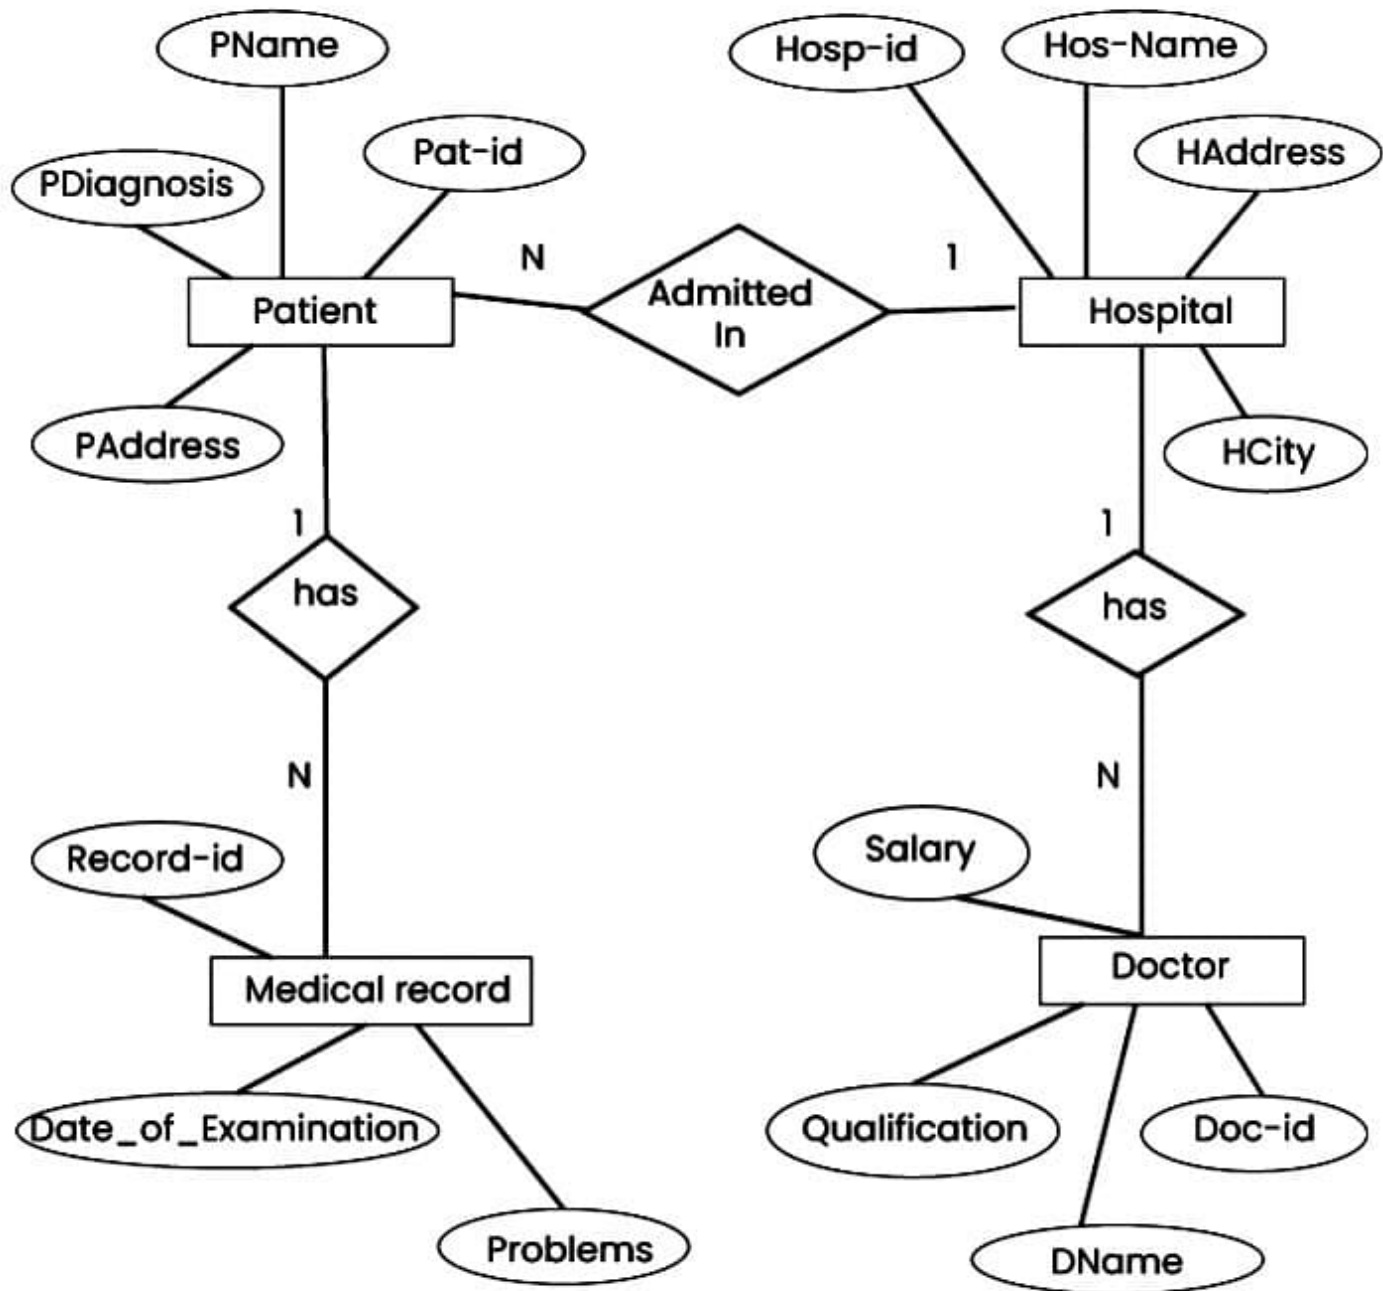 PName
Hosp-id
Hos-Name
Pat-id
HAddress
PDiagnosis
N
1
Admitted
In
Patient
Hospital
PAddress
HCity
1
1
has
has
N
N
Record-id
Salary
Medical record
Doctor
Date_of_Examination
Qualification
Doc-id
Problems
DName